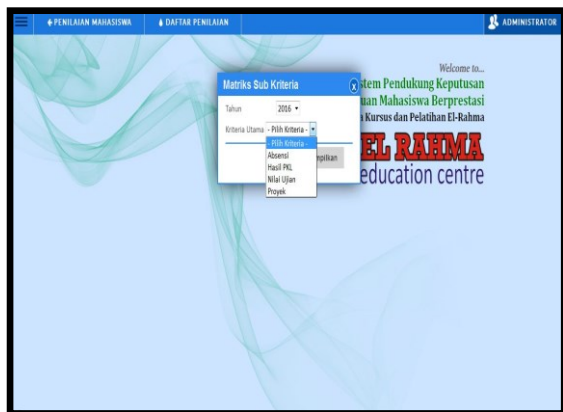 PENILAIAN MAHASISWA
DAFTAR PENILAIAN
ADMINISTRATOR
Welcome to...
stem Pendukung Keputusan
uan Mahasiswa Berprestasi
a Kursus dan Pelatihan El-Rahma
EL RAHMA
education centre
Matriks Sub Kriteria
x
Tahun 2016
Kriteria Utama - Pilih Kriteria -
- Pilih Kriteria -
Absensi
Hasil PKL
Nilai Ujian
Proyek
mpilkan